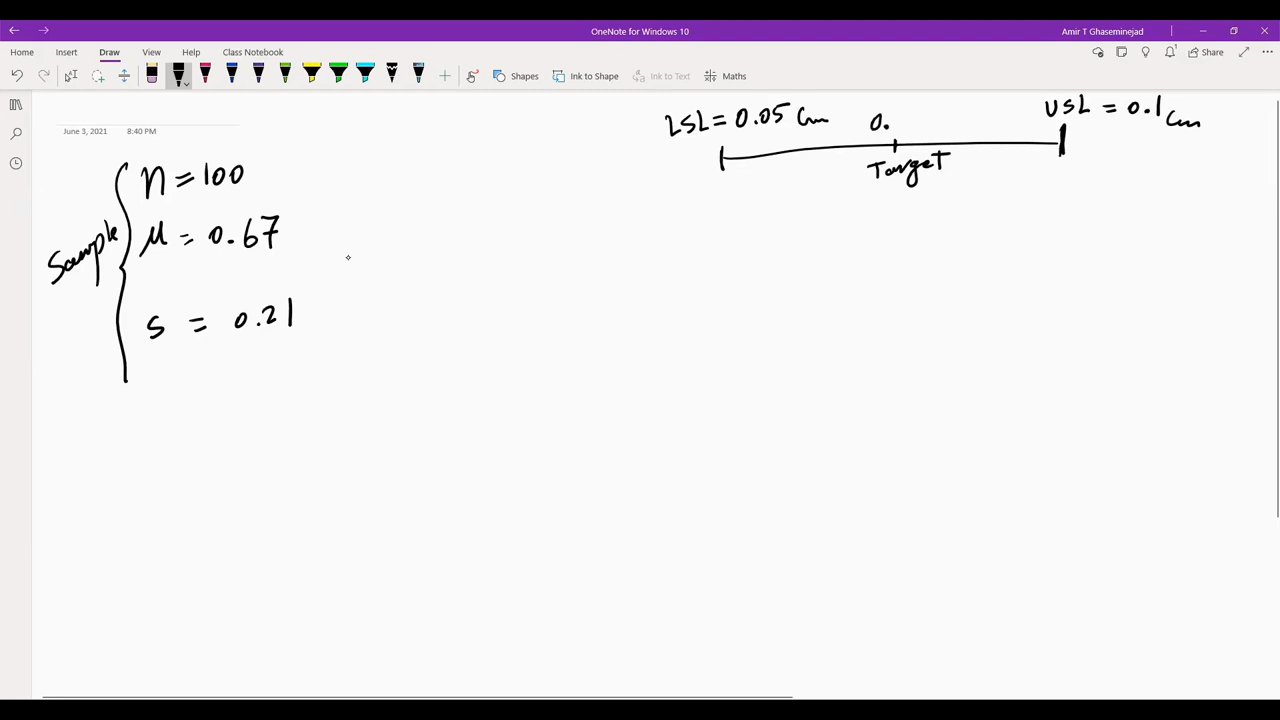 OneNote for Windows 10
Amir T Ghaseminejad
Home Insert Draw View Help Class Notebook
Share
Shapes Ink to Shape Ink to Text Maths
June 3, 2021 8:40 PM
LSL = 0.05 Cm 0. USL = 0.1 Cm
Target
Sample
n = 100
μ = 0.67
s = 0.21